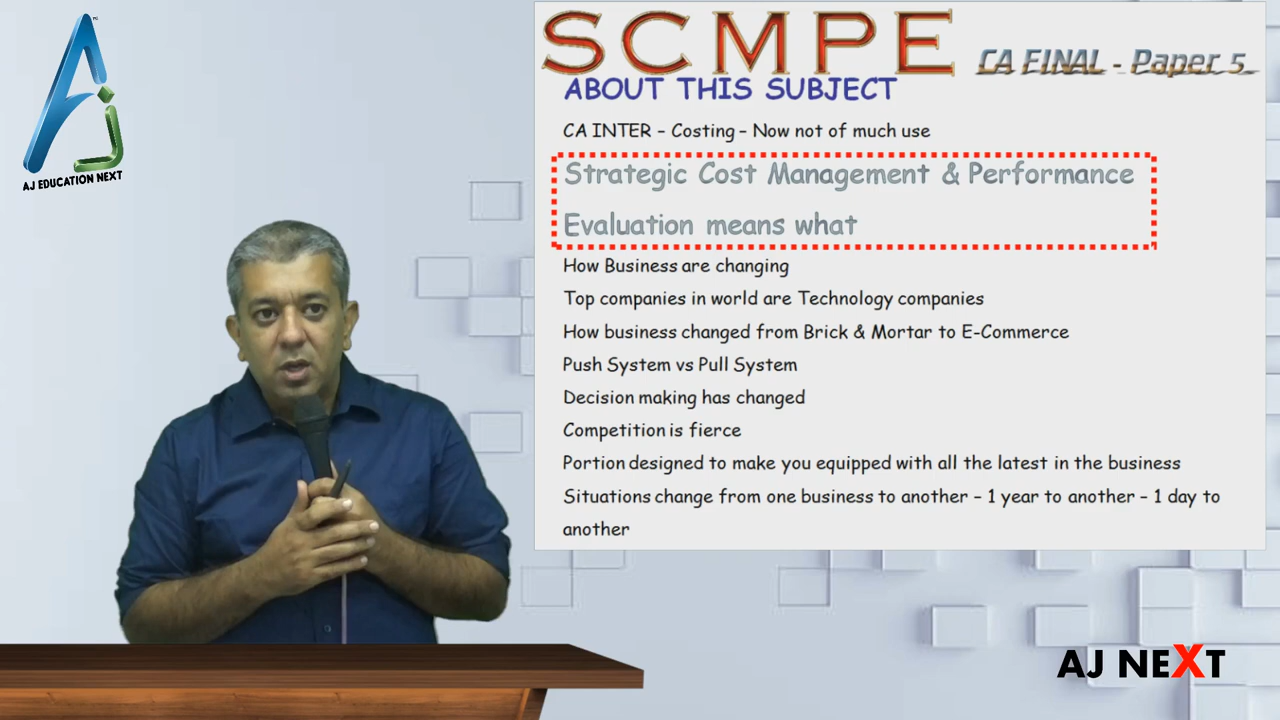 AJ EDUCATION NEXT
SCMPE
CA FINAL - Paper 5
ABOUT THIS SUBJECT
CA INTER – Costing – Now not of much use
Strategic Cost Management & Performance
Evaluation means what
How Business are changing
Top companies in world are Technology companies
How business changed from Brick & Mortar to E-Commerce
Push System vs Pull System
Decision making has changed
Competition is fierce
Portion designed to make you equipped with all the latest in the business
Situations change from one business to another – 1 year to another – 1 day to
another
AJ NEXT